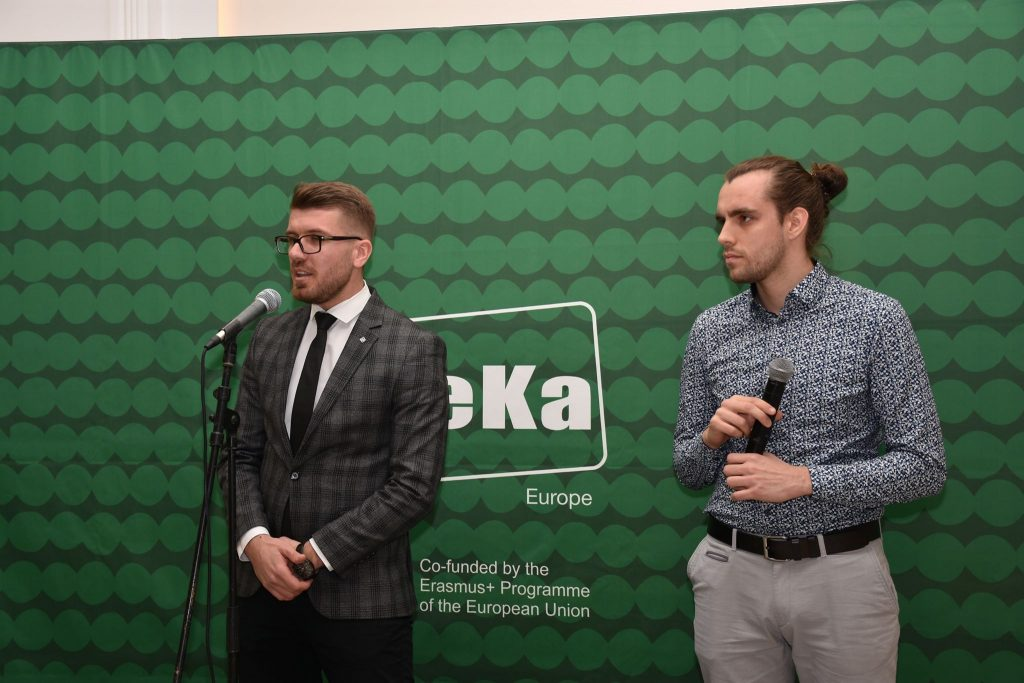 eKa
Europe
Co-funded by the
Erasmus+ Programme
of the European Union